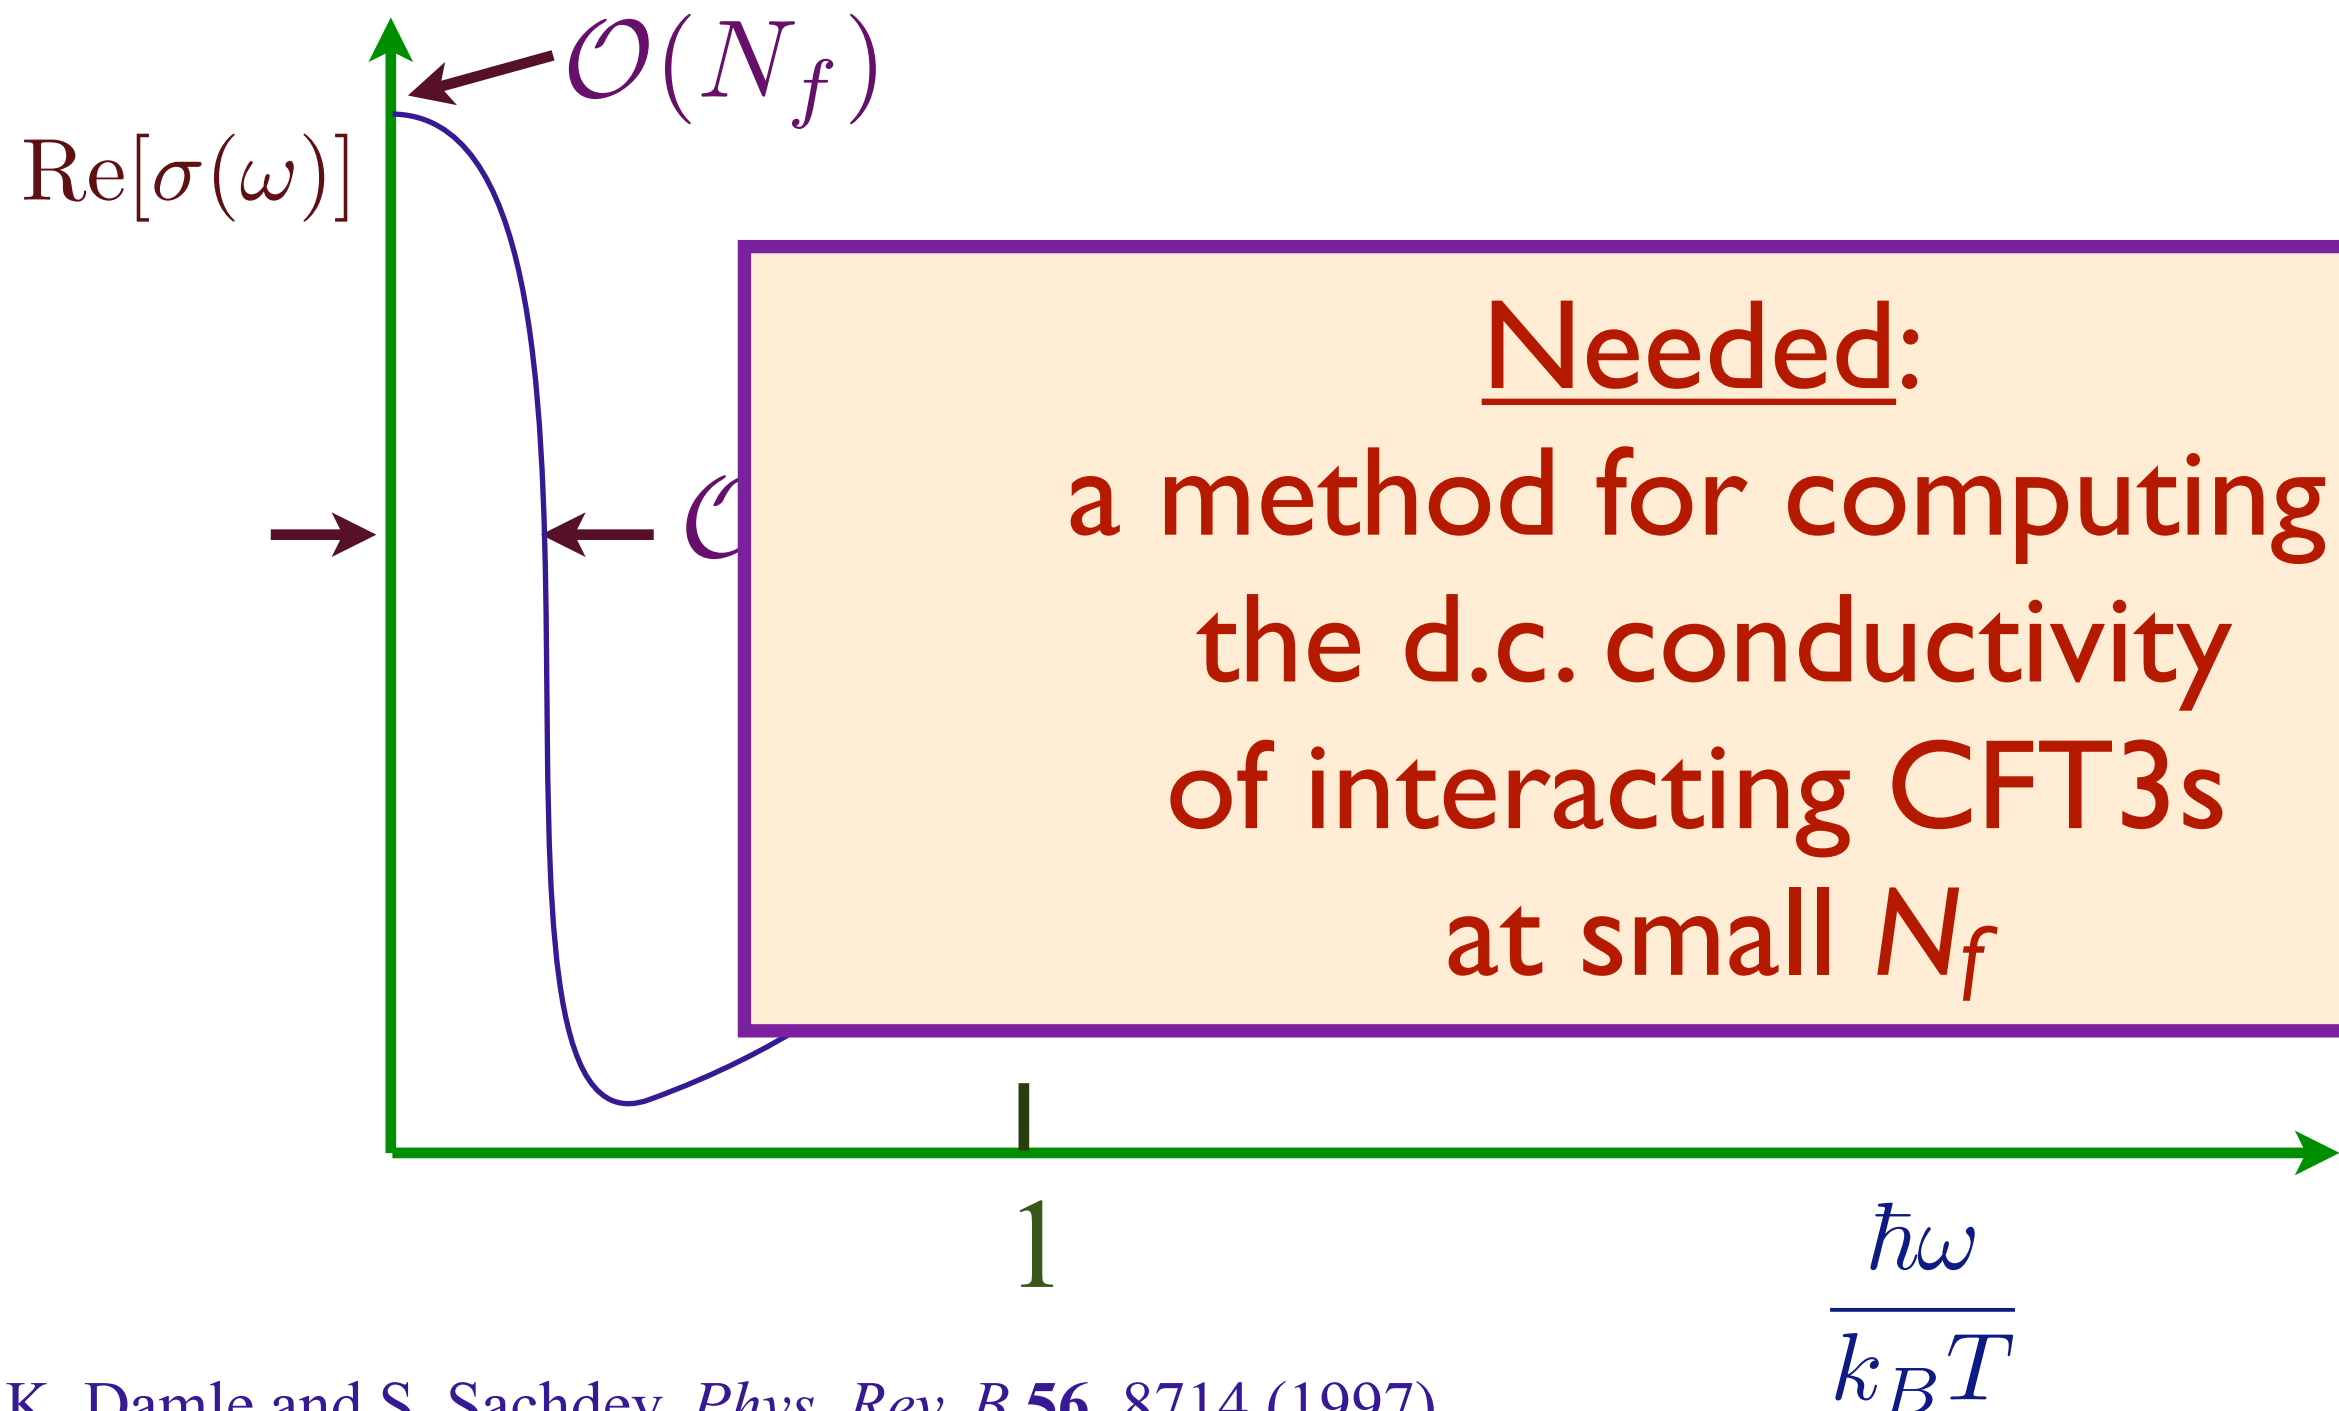 𝒪(N_f)
Re[σ(ω)]
𝒪
Needed:
a method for computing
the d.c. conductivity
of interacting CFT3s
at small N_f
1
ħω
k_B T
K. Damle and S. Sachdev, Phys. Rev. B 56, 8714 (1997)